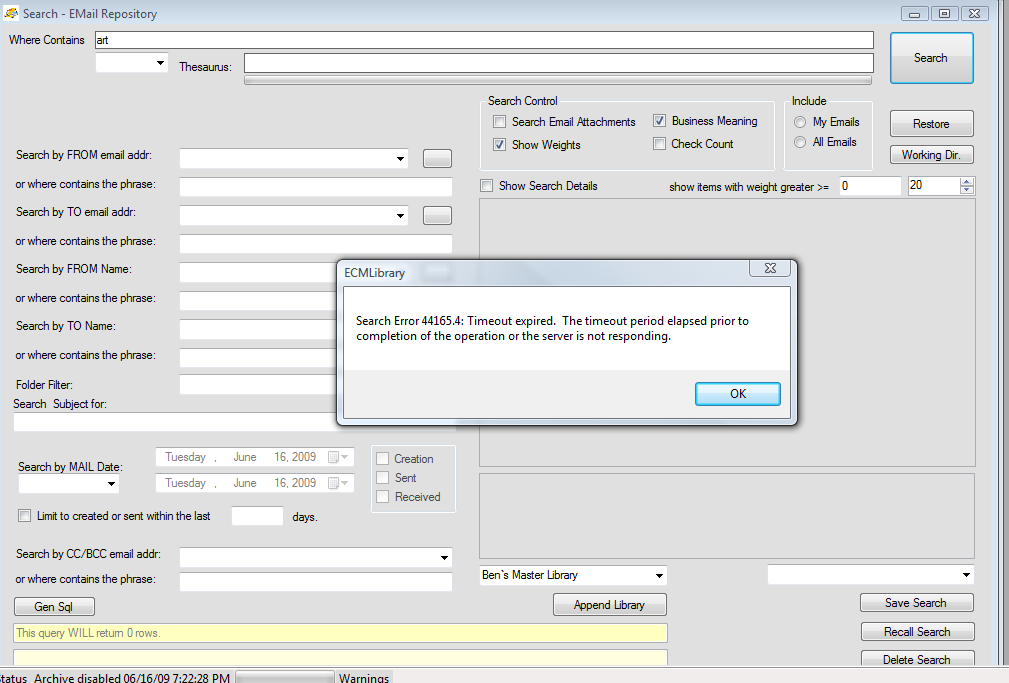 Search - EMail Repository
Where Contains art
Thesaurus:
Search
Search Control
Include
Search Email Attachments
Business Meaning
My Emails
Restore
Show Weights
Check Count
All Emails
Working Dir.
Search by FROM email addr:
or where contains the phrase:
Show Search Details
show items with weight greater >= 0 20
Search by TO email addr:
or where contains the phrase:
Search by FROM Name:
or where contains the phrase:
Search by TO Name:
or where contains the phrase:
Folder Filter:
Search Subject for:
ECMLibrary
Search Error 44165.4: Timeout expired. The timeout period elapsed prior to
completion of the operation or the server is not responding.
OK
Search by MAIL Date:
Tuesday , June 16, 2009
Tuesday , June 16, 2009
Creation
Sent
Received
Limit to created or sent within the last days.
Search by CC/BCC email addr:
or where contains the phrase:
Ben`s Master Library
Gen Sql
Append Library
Save Search
This query WILL return 0 rows.
Recall Search
Delete Search
Status Archive disabled 06/16/09 7:22:28 PM Warnings